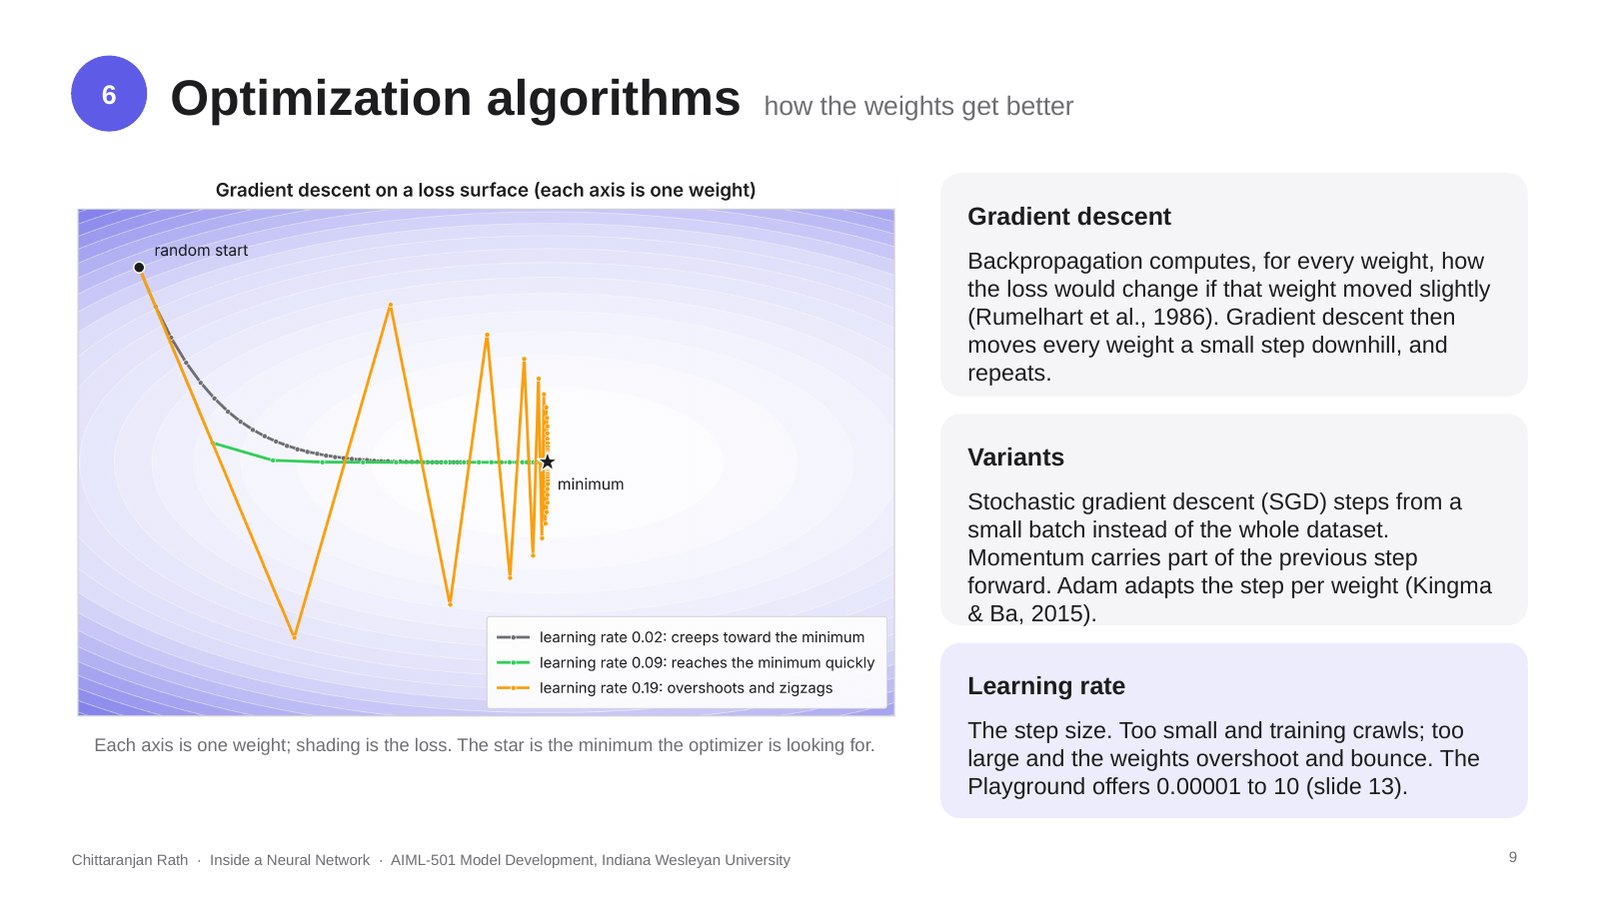 6
Optimization algorithms how the weights get better
Gradient descent on a loss surface (each axis is one weight)
random start
minimum
learning rate 0.02: creeps toward the minimum
learning rate 0.09: reaches the minimum quickly
learning rate 0.19: overshoots and zigzags
Each axis is one weight; shading is the loss. The star is the minimum the optimizer is looking for.
Gradient descent
Backpropagation computes, for every weight, how
the loss would change if that weight moved slightly
(Rumelhart et al., 1986). Gradient descent then
moves every weight a small step downhill, and
repeats.
Variants
Stochastic gradient descent (SGD) steps from a
small batch instead of the whole dataset.
Momentum carries part of the previous step
forward. Adam adapts the step per weight (Kingma
& Ba, 2015).
Learning rate
The step size. Too small and training crawls; too
large and the weights overshoot and bounce. The
Playground offers 0.00001 to 10 (slide 13).
Chittaranjan Rath · Inside a Neural Network · AIML-501 Model Development, Indiana Wesleyan University
9